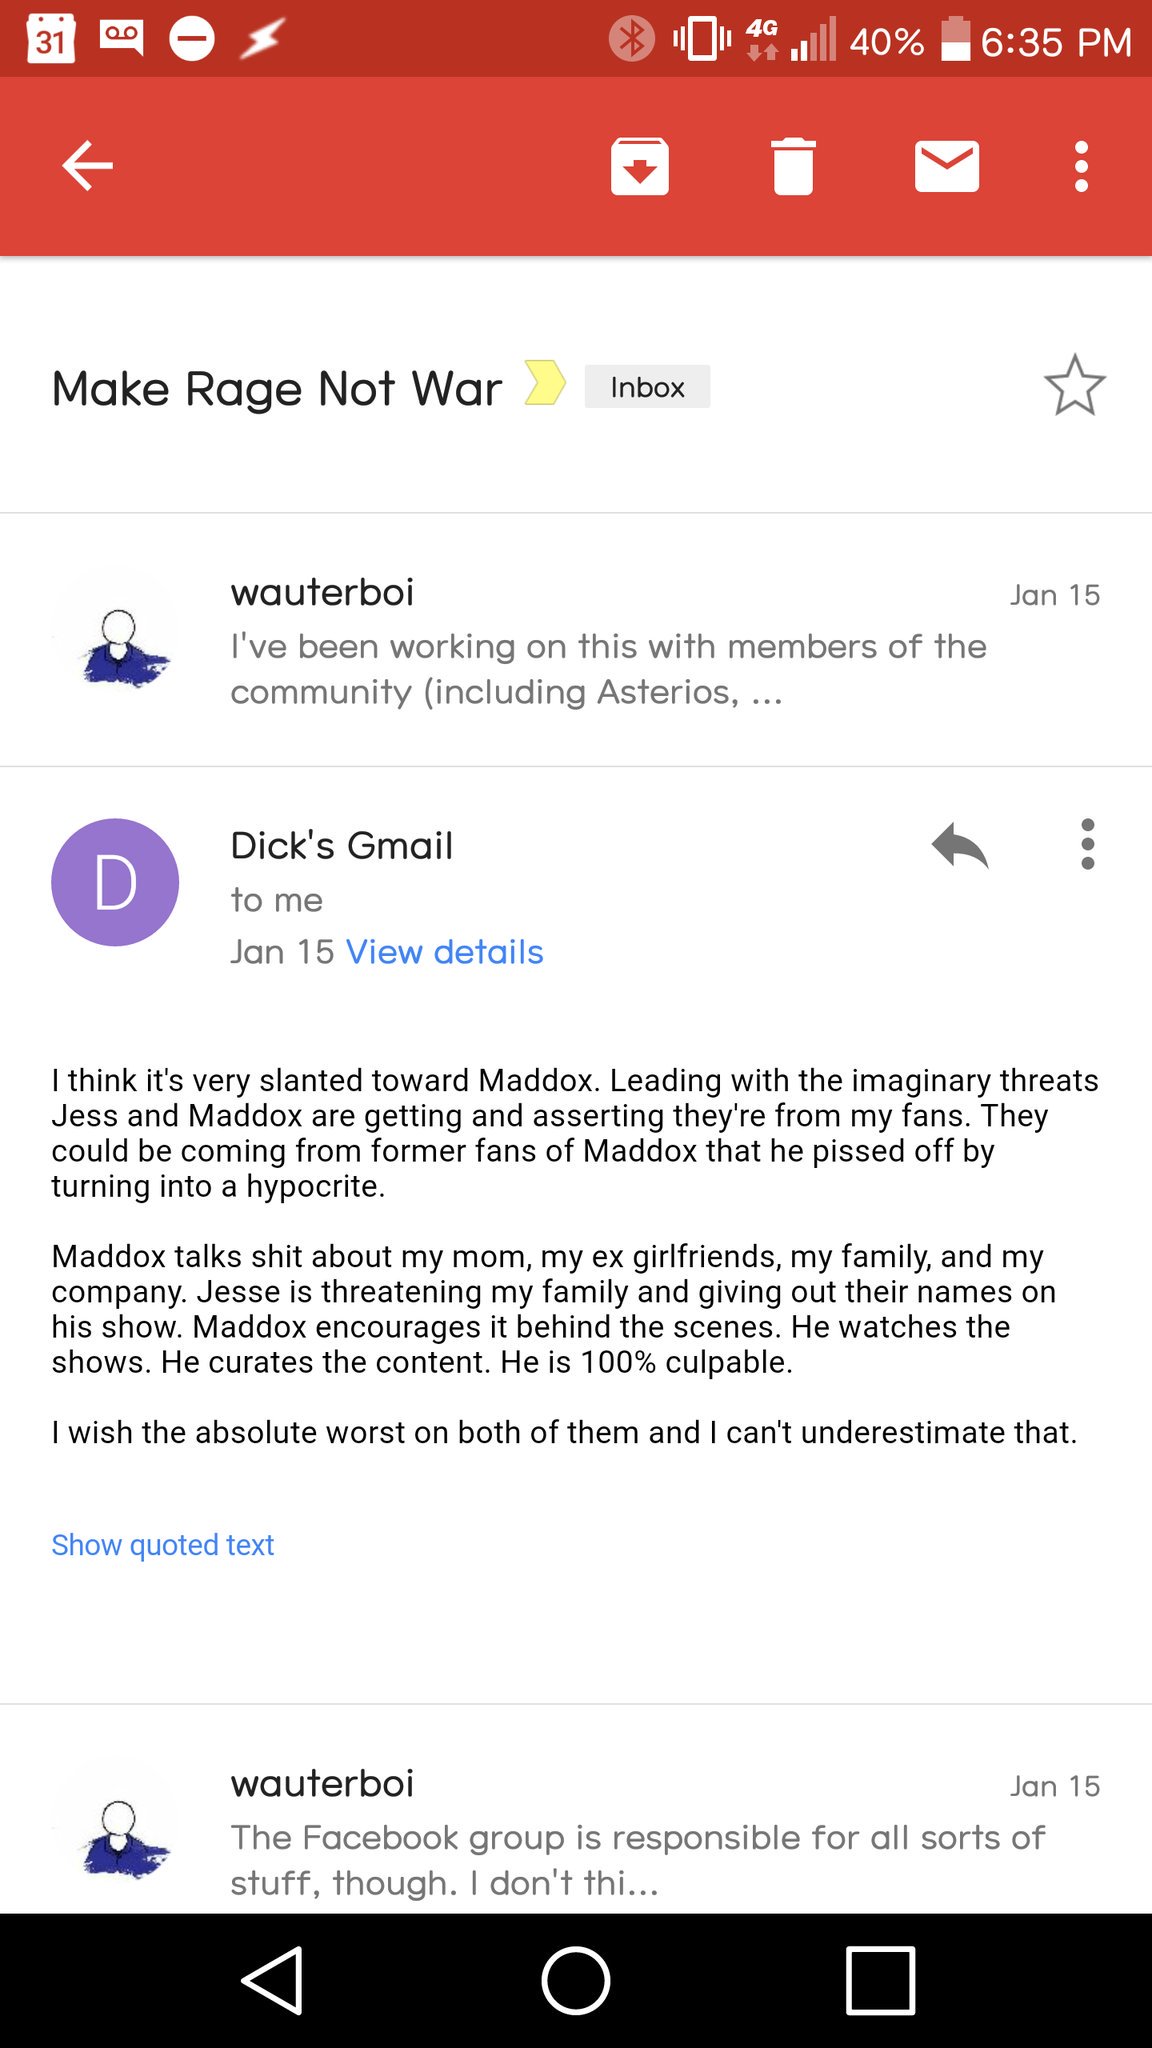 31
4G
40%
6:35 PM
Make Rage Not War
Inbox
wauterboi
Jan 15
I've been working on this with members of the
community (including Asterios, ...
D
Dick's Gmail
to me
Jan 15 View details
I think it's very slanted toward Maddox. Leading with the imaginary threats
Jess and Maddox are getting and asserting they're from my fans. They
could be coming from former fans of Maddox that he pissed off by
turning into a hypocrite.
Maddox talks shit about my mom, my ex girlfriends, my family, and my
company. Jesse is threatening my family and giving out their names on
his show. Maddox encourages it behind the scenes. He watches the
shows. He curates the content. He is 100% culpable.
I wish the absolute worst on both of them and I can't underestimate that.
Show quoted text
wauterboi
Jan 15
The Facebook group is responsible for all sorts of
stuff, though. I don't thi...